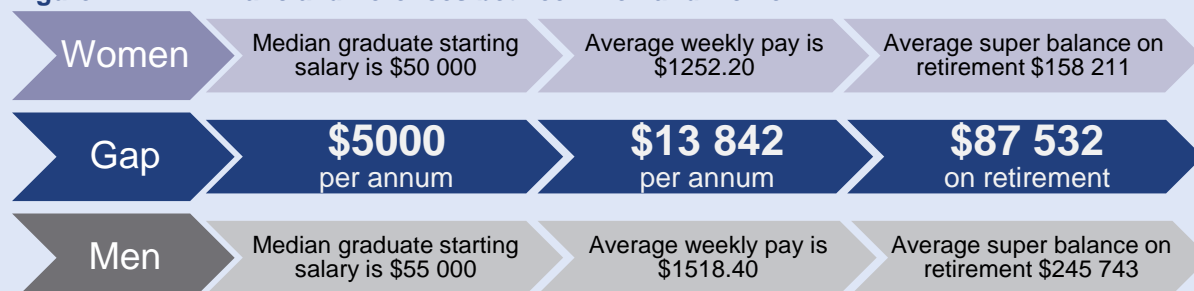 Women
Median graduate starting
salary is $50 000
Average weekly pay is
$1252.20
Average super balance on
retirement $158 211
Gap
$5000
per annum
$13 842
per annum
$87 532
on retirement
Men
Median graduate starting
salary is $55 000
Average weekly pay is
$1518.40
Average super balance on
retirement $245 743